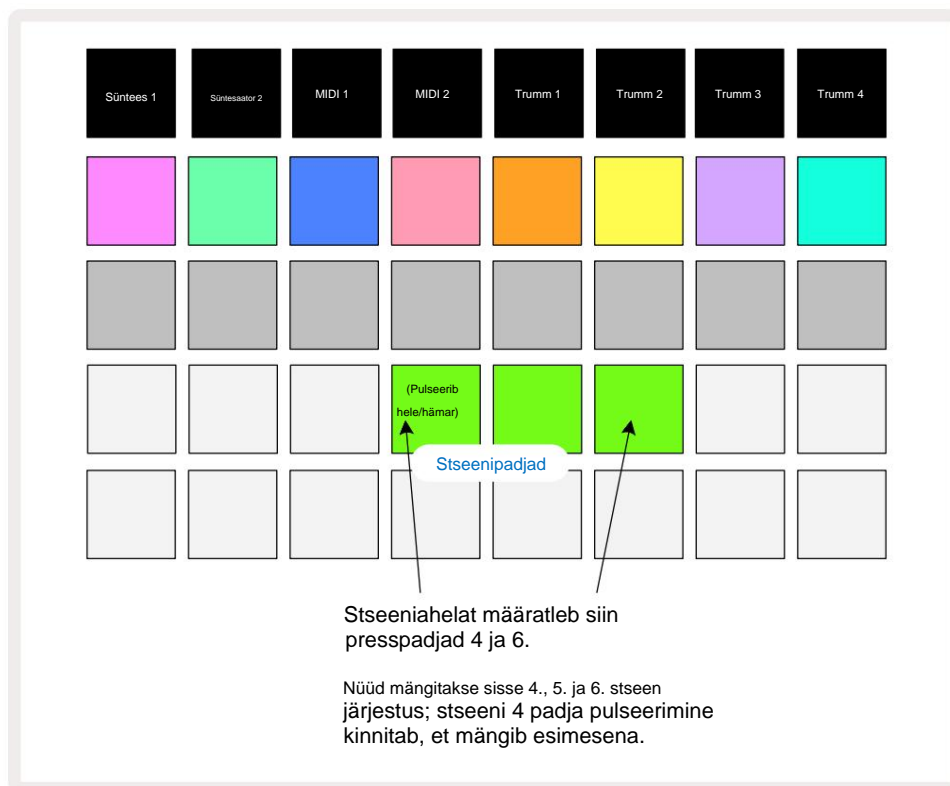 Süntees 1
Süntesaator 2
MIDI 1
MIDI 2
Trumm 1
Trumm 2
Trumm 3
Trumm 4
(Pulseerib
hele/hämar)
Stseenipadjad
Stseeniahelat määratleb siin
presspadjad 4 ja 6.
Nüüd mängitakse sisse 4., 5. ja 6. stseen
järjestus; stseeni 4 padja pulseerimine
kinnitab, et mängib esimesena.